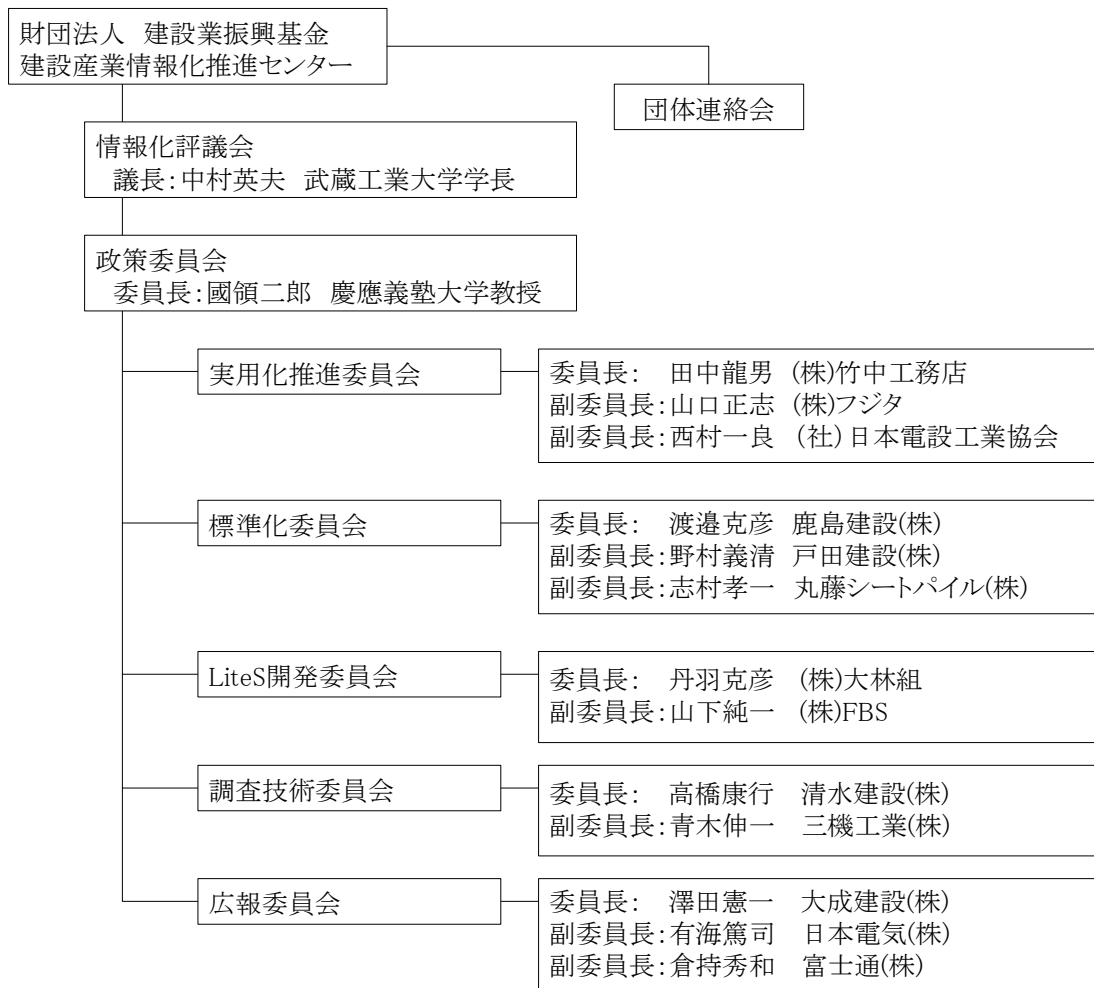 財団法人 建設業振興基金
建設産業情報化推進センター
団体連絡会
情報化評議会
議長：中村英夫 武蔵工業大学学長
政策委員会
委員長：國領二郎 慶應義塾大学教授
実用化推進委員会
委員長： 田中龍男 (株)竹中工務店
副委員長：山口正志 (株)フジタ
副委員長：西村一良 (社)日本電設工業協会
標準化委員会
委員長： 渡邉克彦 鹿島建設(株)
副委員長：野村義清 戸田建設(株)
副委員長：志村孝一 丸藤シートパイル(株)
LiteS開発委員会
委員長： 丹羽克彦 (株)大林組
副委員長：山下純一 (株)FBS
調査技術委員会
委員長： 高橋康行 清水建設(株)
副委員長：青木伸一 三機工業(株)
広報委員会
委員長： 澤田憲一 大成建設(株)
副委員長：有海篤司 日本電気(株)
副委員長：倉持秀和 富士通(株)